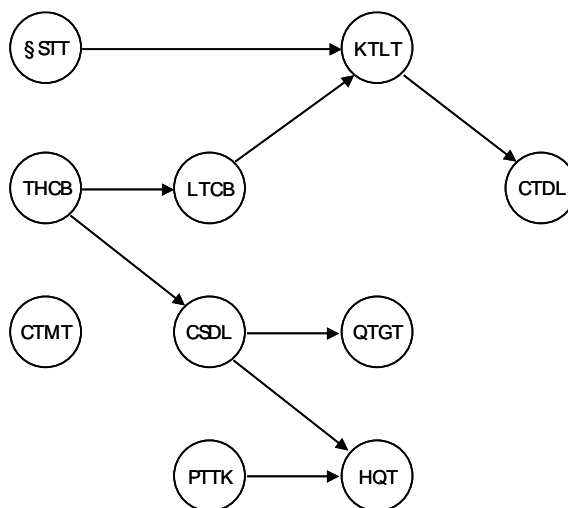 §STT
KTLT
THCB
LTCB
CTDL
CTMT
CSDL
QTGT
PTTK
HQT